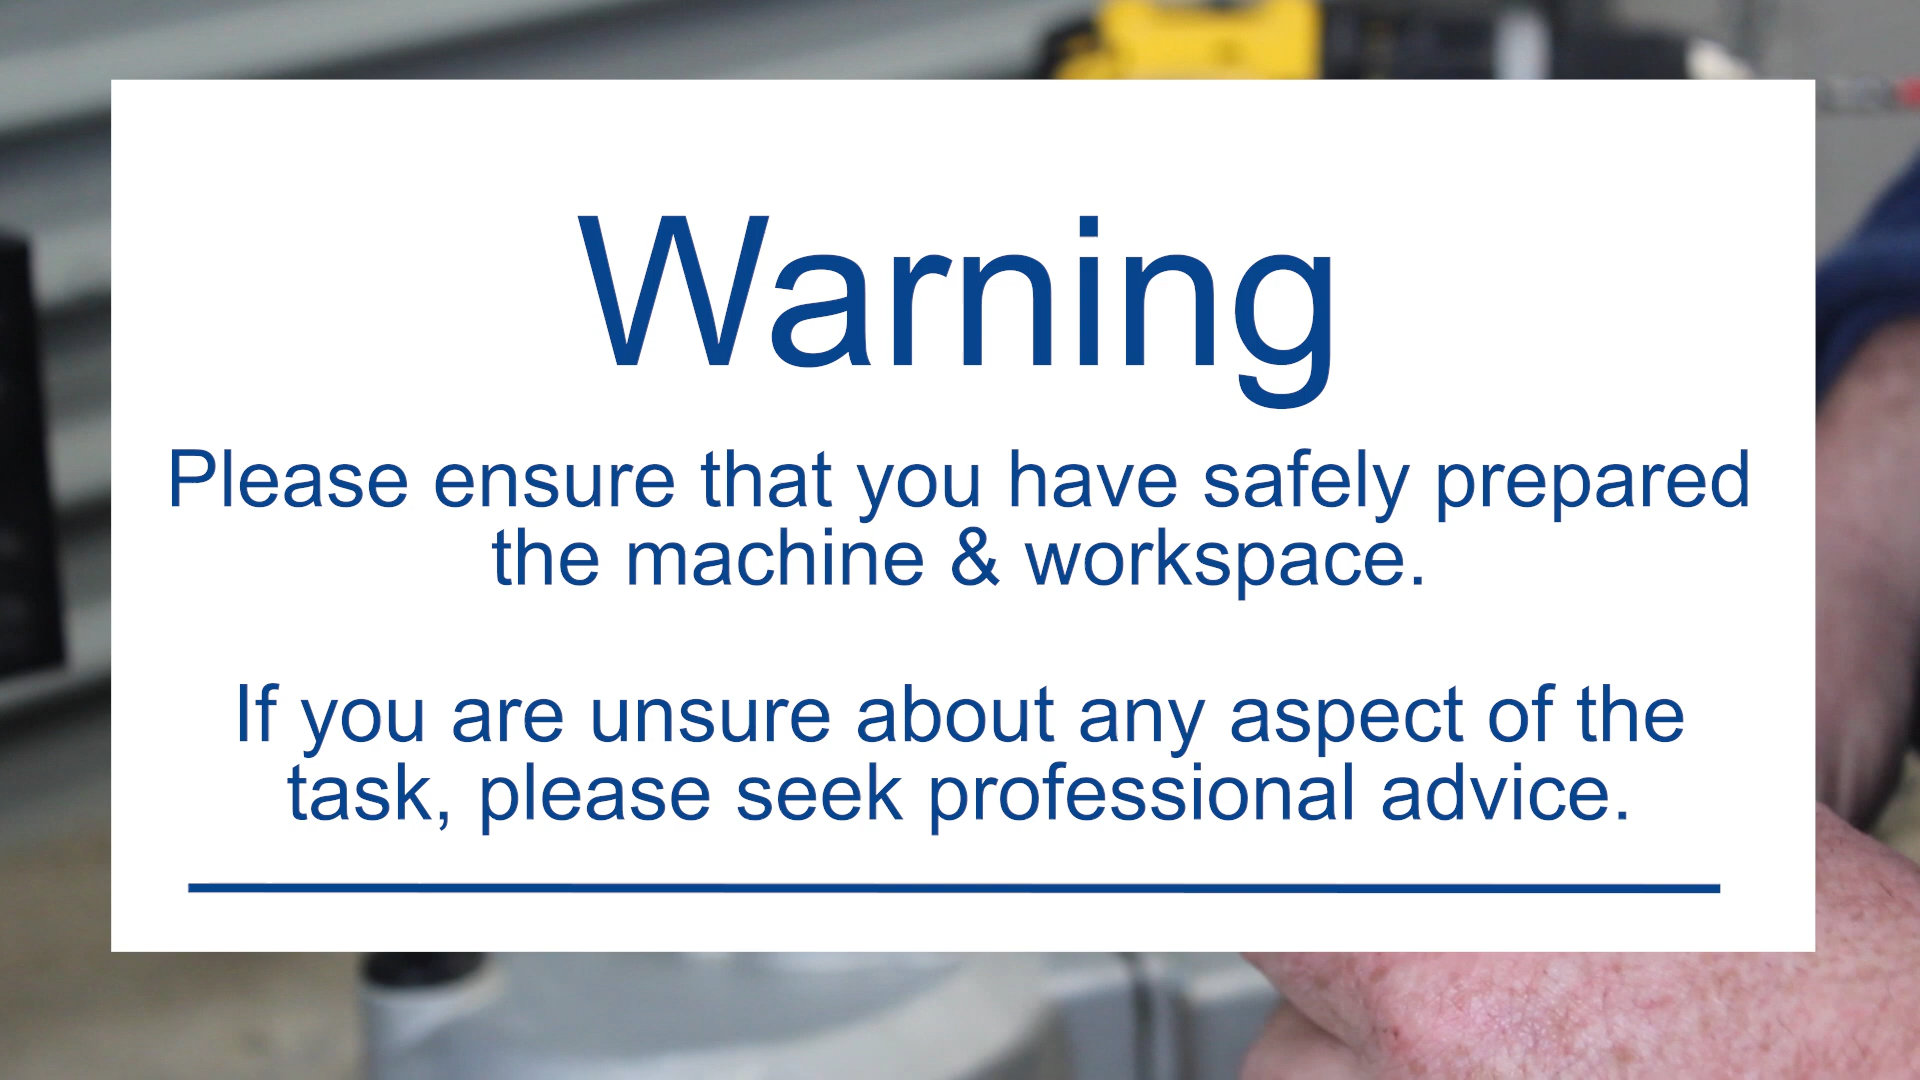 Warning
Please ensure that you have safely prepared
the machine & workspace.
If you are unsure about any aspect of the
task, please seek professional advice.